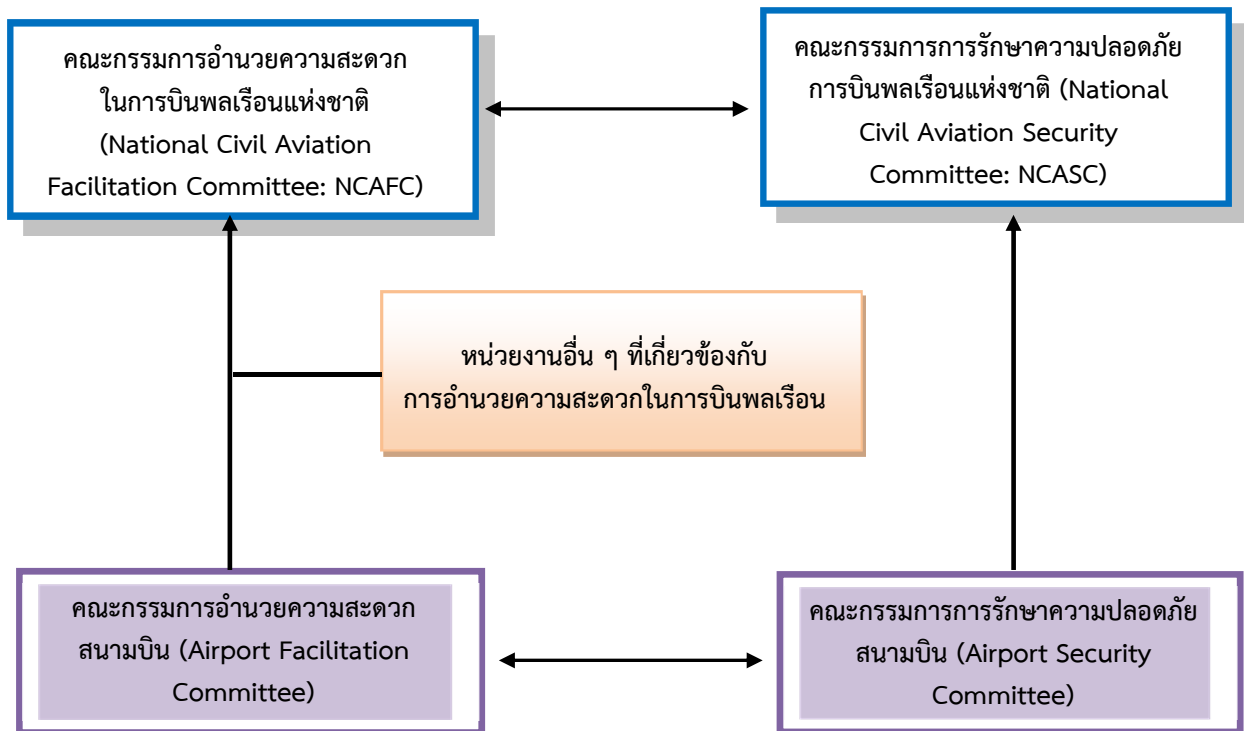 คณะกรรมการอำนวยความสะดวก
ในการบินพลเรือนแห่งชาติ
(National Civil Aviation
Facilitation Committee: NCAFC)
คณะกรรมการการรักษาความปลอดภัย
การบินพลเรือนแห่งชาติ (National
Civil Aviation Security
Committee: NCASC)
หน่วยงานอื่น ๆ ที่เกี่ยวข้องกับ
การอำนวยความสะดวกในการบินพลเรือน
คณะกรรมการอำนวยความสะดวก
สนามบิน (Airport Facilitation
Committee)
คณะกรรมการการรักษาความปลอดภัย
สนามบิน (Airport Security
Committee)